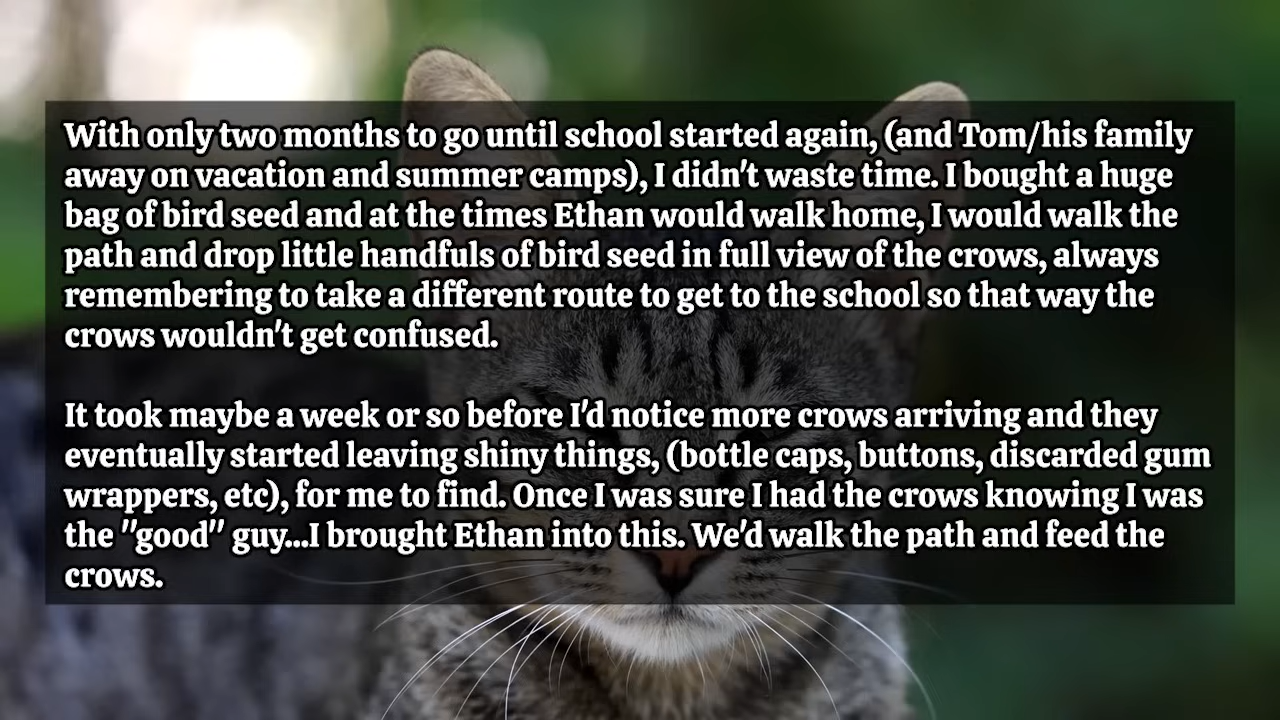 With only two months to go until school started again, (and Tom/his family
away on vacation and summer camps), I didn't waste time. I bought a huge
bag of bird seed and at the times Ethan would walk home, I would walk the
path and drop little handfuls of bird seed in full view of the crows, always
remembering to take a different route to get to the school so that way the
crows wouldn't get confused.
It took maybe a week or so before I'd notice more crows arriving and they
eventually started leaving shiny things, (bottle caps, buttons, discarded gum
wrappers, etc), for me to find. Once I was sure I had the crows knowing I was
the "good" guy...I brought Ethan into this. We'd walk the path and feed the
crows.